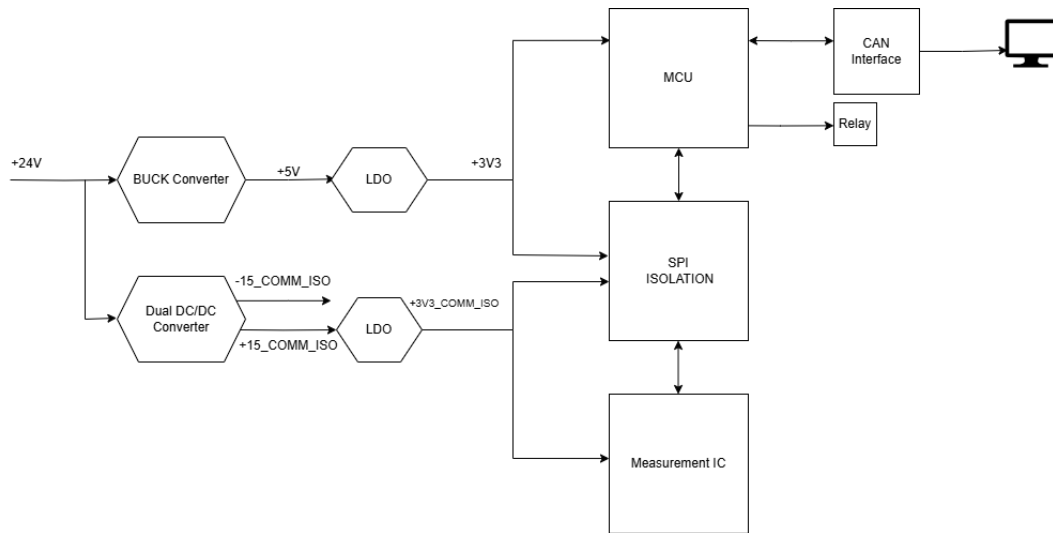 MCU
CAN
Interface
Relay
+24V
BUCK Converter
+5V
LDO
+3V3
SPI
ISOLATION
-15_COMM_ISO
Dual DC/DC
Converter
+15_COMM_ISO
LDO
+3V3_COMM_ISO
Measurement IC